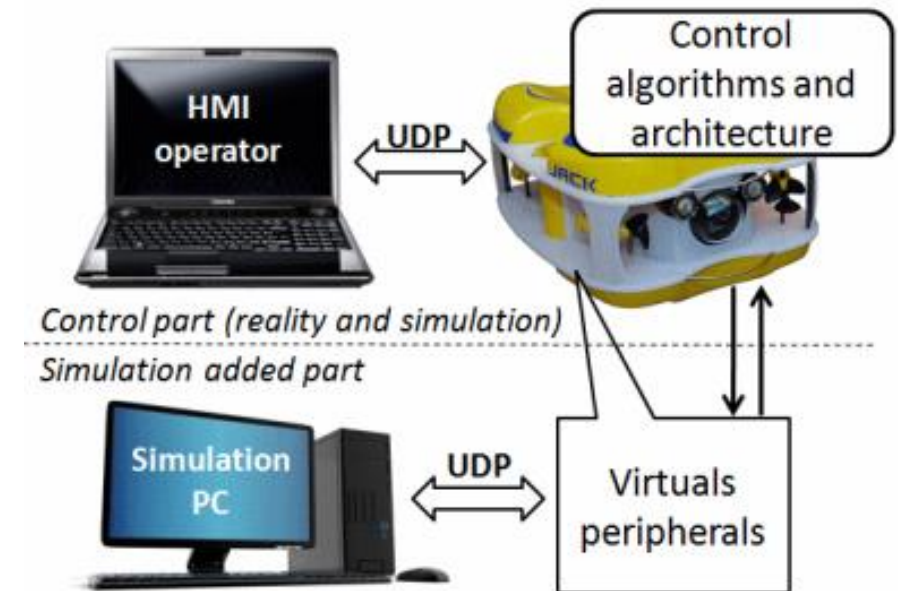 HMI
operator
UDP
Control
algorithms and
architecture
JACK
Control part (reality and simulation)
Simulation added part
Simulation
PC
UDP
Virtuals
peripherals